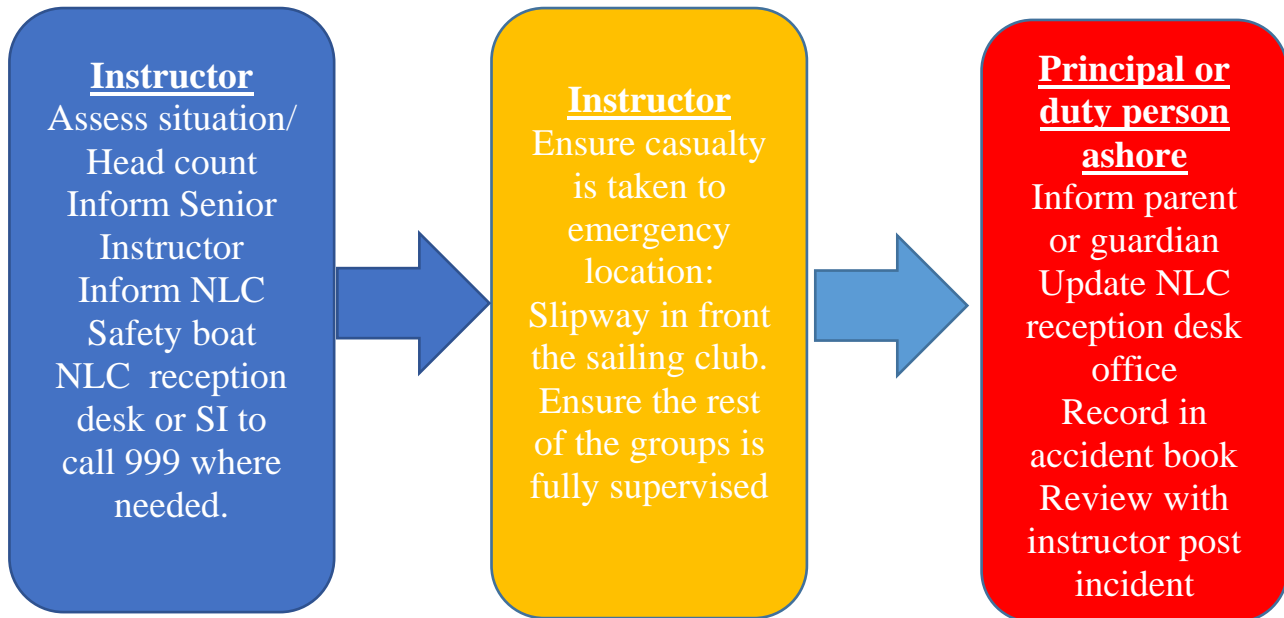 Instructor
Assess situation/
Head count
Inform Senior
Instructor
Inform NLC
Safety boat
NLC reception
desk or SI to
call 999 where
needed.
Instructor
Ensure casualty
is taken to
emergency
location:
Slipway in front
the sailing club.
Ensure the rest
of the groups is
fully supervised
Principal or
duty person
ashore
Inform parent
or guardian
Update NLC
reception desk
office
Record in
accident book
Review with
instructor post
incident